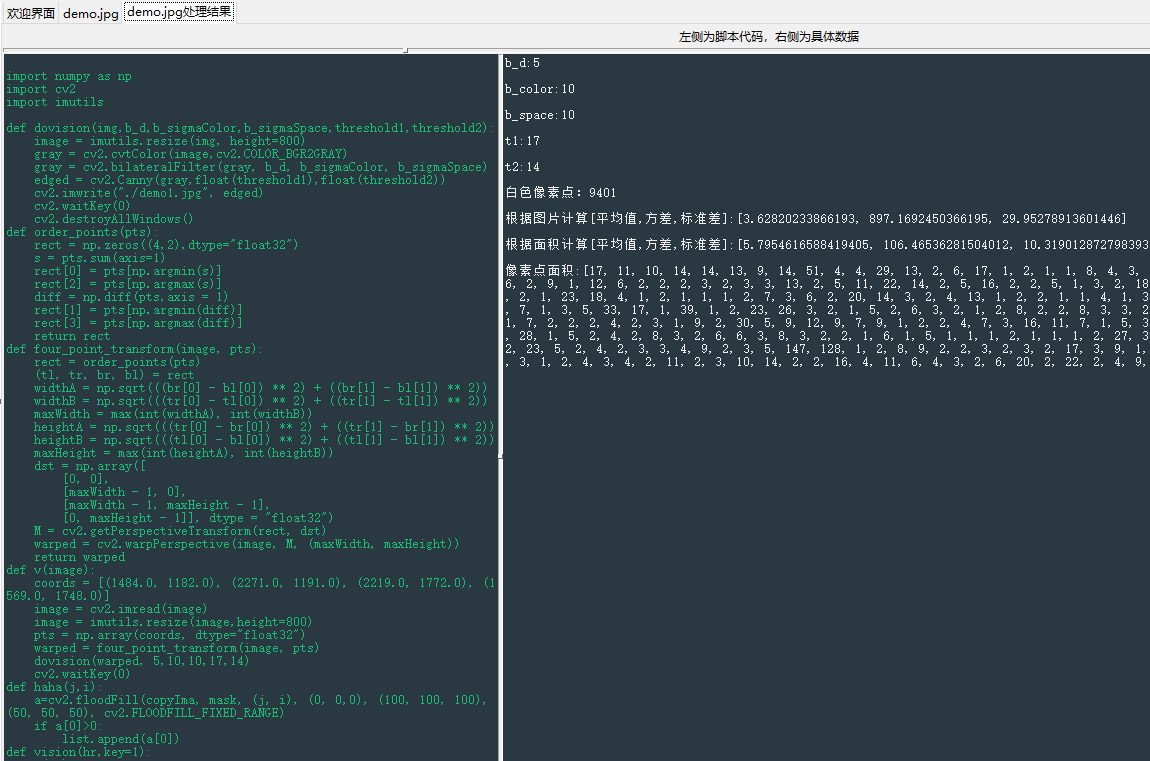 欢迎界面 demo.jpg demo.jpg处理结果
左侧为脚本代码，右侧为具体数据
import numpy as np
import cv2
import imutils
def dovision(img,b_d,b_sigmaColor,b_sigmaSpace,threshold1,threshold2):
    image = imutils.resize(img, height=800)
    gray = cv2.cvtColor(image,cv2.COLOR_BGR2GRAY)
    gray = cv2.bilateralFilter(gray, b_d, b_sigmaColor, b_sigmaSpace)
    edged = cv2.Canny(gray,float(threshold1),float(threshold2))
    cv2.imwrite("./demo1.jpg", edged)
    cv2.waitKey(0)
    cv2.destroyAllWindows()
def order_points(pts):
    rect = np.zeros((4,2),dtype="float32")
    s = pts.sum(axis=1)
    rect[0] = pts[np.argmin(s)]
    rect[2] = pts[np.argmax(s)]
    diff = np.diff(pts,axis = 1)
    rect[1] = pts[np.argmin(diff)]
    rect[3] = pts[np.argmax(diff)]
    return rect
def four_point_transform(image, pts):
    rect = order_points(pts)
    (tl, tr, br, bl) = rect
    widthA = np.sqrt(((br[0] - bl[0]) ** 2) + ((br[1] - bl[1]) ** 2))
    widthB = np.sqrt(((tr[0] - tl[0]) ** 2) + ((tr[1] - tl[1]) ** 2))
    maxWidth = max(int(widthA), int(widthB))
    heightA = np.sqrt(((tr[0] - br[0]) ** 2) + ((tr[1] - br[1]) ** 2))
    heightB = np.sqrt(((tl[0] - bl[0]) ** 2) + ((tl[1] - bl[1]) ** 2))
    maxHeight = max(int(heightA), int(heightB))
    dst = np.array([
        [0, 0],
        [maxWidth - 1, 0],
        [maxWidth - 1, maxHeight - 1],
        [0, maxHeight - 1]], dtype = "float32")
    M = cv2.getPerspectiveTransform(rect, dst)
    warped = cv2.warpPerspective(image, M, (maxWidth, maxHeight))
    return warped
def v(image):
    coords = [(1484.0, 1182.0), (2271.0, 1191.0), (2219.0, 1772.0), (1
569.0, 1748.0)]
    image = cv2.imread(image)
    image = imutils.resize(image,height=800)
    pts = np.array(coords, dtype="float32")
    warped = four_point_transform(image, pts)
    dovision(warped, 5,10,10,17,14)
    cv2.waitKey(0)
def haha(j,i):
    a=cv2.floodFill(copyIma, mask, (j, i), (0, 0,0), (100, 100, 100),
(50, 50, 50), cv2.FLOODFILL_FIXED_RANGE)
    if a[0]>0:
        list.append(a[0])
def vision(hr,key=1):
b_d:5
b_color:10
b_space:10
t1:17
t2:14
白色像素点: 9401
根据图片计算[平均值,方差,标准差]:[3.62820233866193, 897.1692450366195, 29.95278913601446]
根据面积计算[平均值,方差,标准差]:[5.7954616588419405, 106.46536281504012, 10.319012872798393
像素点面积:[17, 11, 10, 14, 14, 13, 9, 14, 51, 4, 4, 29, 13, 2, 6, 17, 1, 2, 1, 1, 8, 4, 3,
6, 2, 9, 1, 12, 6, 2, 2, 2, 3, 2, 3, 3, 13, 2, 5, 11, 22, 14, 2, 5, 16, 2, 2, 5, 1, 3, 2, 18
, 2, 1, 23, 18, 4, 1, 2, 1, 1, 1, 2, 7, 3, 6, 2, 20, 14, 3, 2, 4, 13, 1, 2, 2, 1, 1, 4, 1, 3
, 7, 1, 3, 5, 33, 17, 1, 39, 1, 2, 23, 26, 3, 2, 1, 5, 2, 6, 3, 2, 1, 2, 8, 2, 2, 8, 3, 3, 2
1, 7, 2, 2, 2, 4, 2, 3, 1, 9, 2, 30, 5, 9, 12, 9, 7, 9, 1, 2, 2, 4, 7, 3, 16, 11, 7, 1, 5, 3
, 28, 1, 5, 2, 4, 2, 8, 3, 2, 6, 6, 3, 8, 3, 2, 2, 1, 6, 1, 5, 1, 1, 1, 2, 1, 1, 1, 2, 27, 3
2, 23, 5, 2, 4, 2, 3, 3, 4, 9, 2, 3, 5, 147, 128, 1, 2, 8, 9, 2, 2, 3, 2, 3, 2, 17, 3, 9, 1,
, 3, 1, 2, 4, 3, 4, 2, 11, 2, 3, 10, 14, 2, 2, 16, 4, 11, 6, 4, 3, 2, 6, 20, 2, 22, 2, 4, 9,